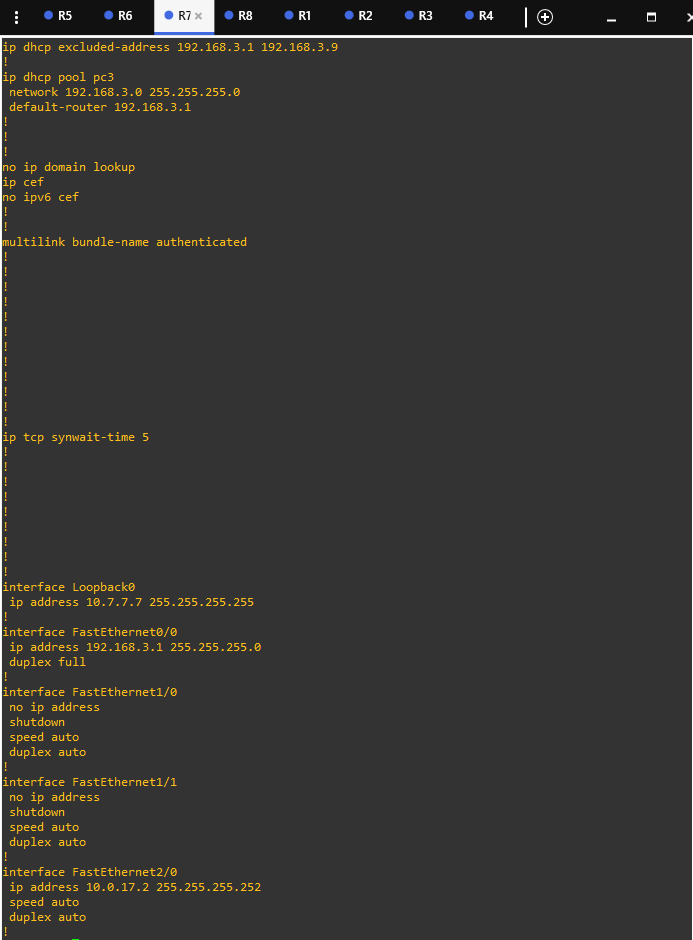 R5 R6 R7 R8 R1 R2 R3 R4
ip dhcp excluded-address 192.168.3.1 192.168.3.9
!
ip dhcp pool pc3
 network 192.168.3.0 255.255.255.0
 default-router 192.168.3.1
!
!
!
no ip domain lookup
ip cef
no ipv6 cef
!
!
multilink bundle-name authenticated
!
!
!
!
!
!
!
!
!
!
!
!
ip tcp synwait-time 5
!
!
!
!
!
!
!
!
!
interface Loopback0
 ip address 10.7.7.7 255.255.255.255
!
interface FastEthernet0/0
 ip address 192.168.3.1 255.255.255.0
 duplex full
!
interface FastEthernet1/0
 no ip address
 shutdown
 speed auto
 duplex auto
!
interface FastEthernet1/1
 no ip address
 shutdown
 speed auto
 duplex auto
!
interface FastEthernet2/0
 ip address 10.0.17.2 255.255.255.252
 speed auto
 duplex auto
!